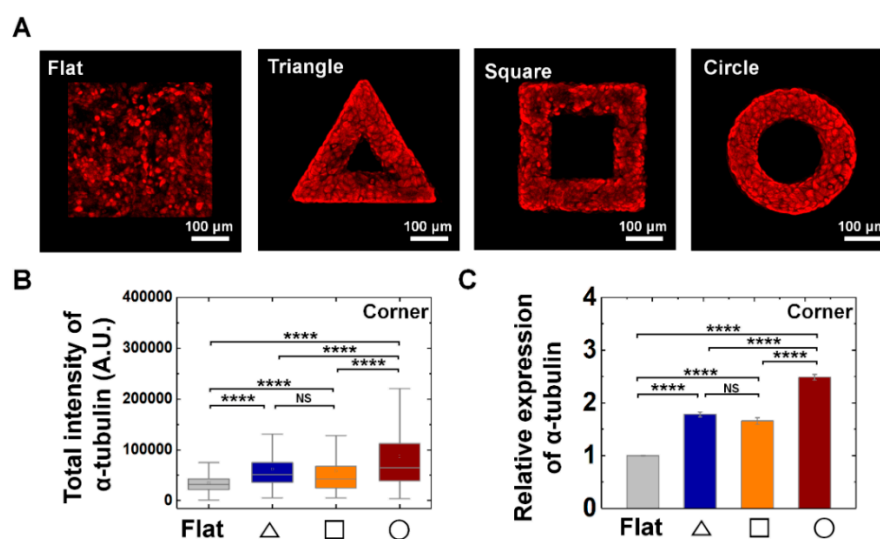 A
Flat
Triangle
Square
Circle
100 µm
100 µm
100 µm
100 µm
B
C
Total intensity of
α-tubulin (A.U.)
400000
300000
200000
100000
0
Corner
****
****
****
****
****
NS
Flat △ □ ○
Relative expression
of α-tubulin
4
3
2
1
0
Corner
****
****
****
****
****
NS
Flat △ □ ○